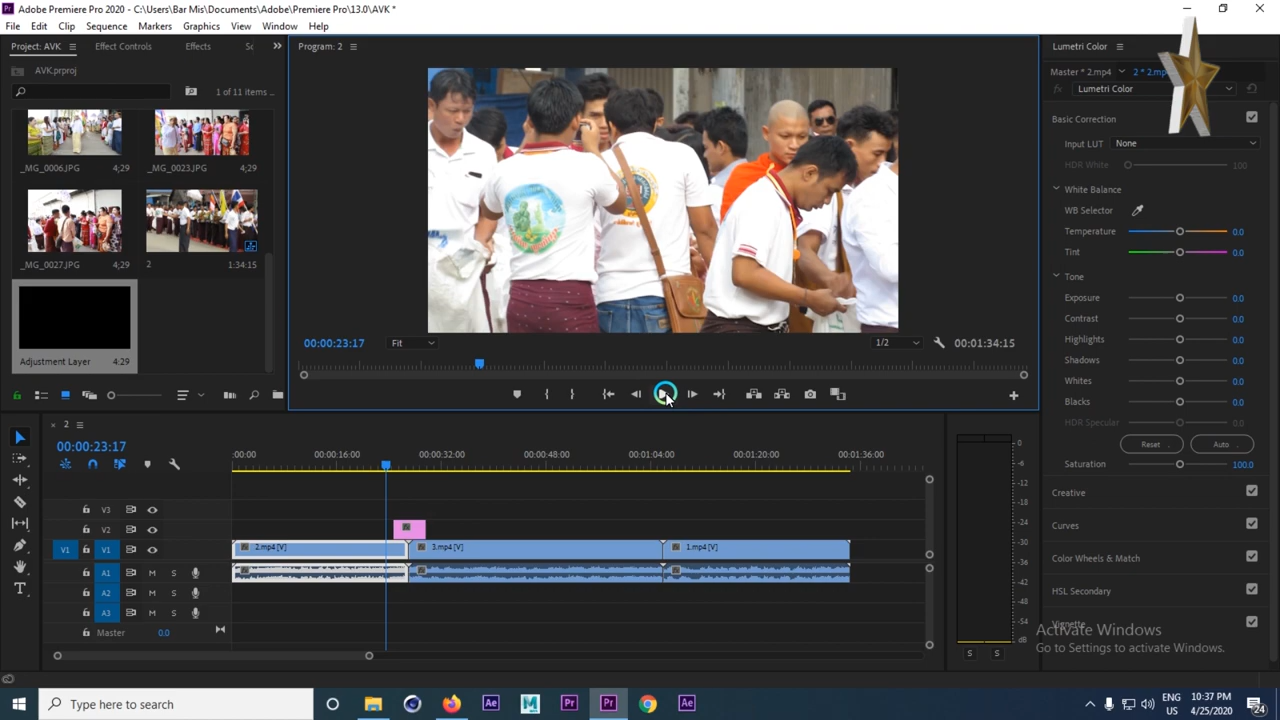 Adobe Premiere Pro 2020 - C:\Users\Bar Mis\Documents\Adobe\Premiere Pro\13.0\AVK *
File Edit Clip Sequence Markers Graphics View Window Help
Project: AVK Effect Controls Effects
Program: 2
Lumetri Color
AVK.prproj
Master * 2.mp4
fx Lumetri Color
1 of 11 items ...
Basic Correction
Input LUT None
HDR White 100
_MG_0006.JPG 4;29 _MG_0023.JPG 4;29
White Balance
WB Selector
Temperature 0.0
Tint 0.0
_MG_0027.JPG 4;29 2 1:34:15
Tone
Exposure 0.0
Contrast 0.0
Highlights 0.0
Shadows 0.0
Whites 0.0
Blacks 0.0
HDR Specular 0.0
Reset Auto
Saturation 100.0
Adjustment Layer 4:29
00:00:23:17 Fit 1/2 00:01:34:15
Creative
Curves
Color Wheels & Match
HSL Secondary
Vignette
2
00:00:23:17
:00:00 00:00:16:00 00:00:32:00 00:00:48:00 00:01:04:00 00:01:20:00 00:01:36:00
V3
V2
V1 V1 2.mp4 [V] 3.mp4 [V] 1.mp4 [V]
A1 M S
A2 M S
A3 M S
Master 0.0
0
-6
-12
-18
-24
-30
-36
-42
-48
-54
dB
S S
Activate Windows
Go to Settings to activate Windows.
Type here to search
Ae Pr Pr Ae
ENG
US
10:37 PM
4/25/2020
24